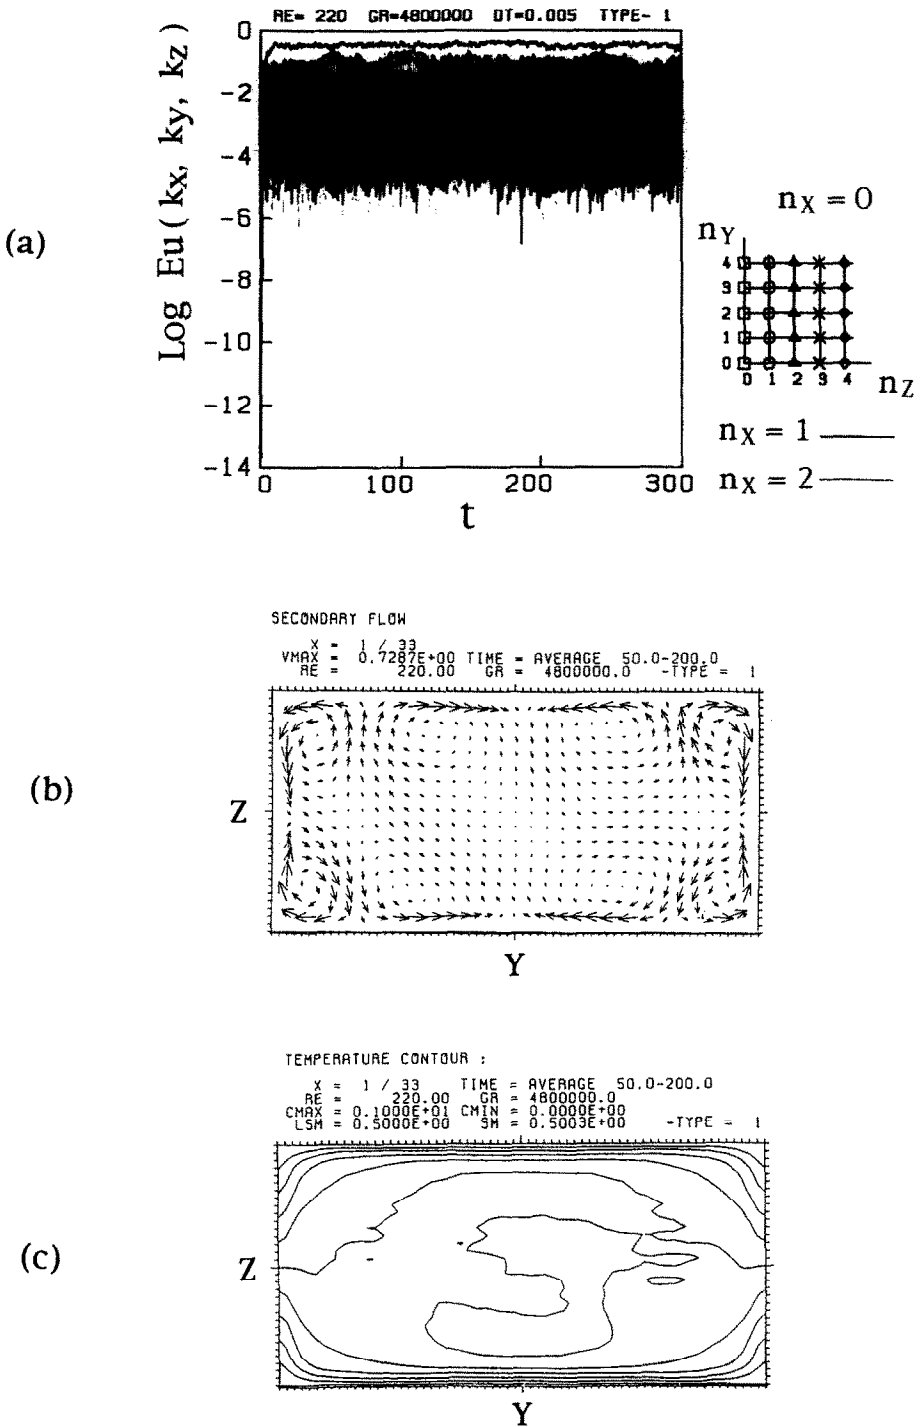 RE= 220 GR=4800000 DT=0.005 TYPE- 1
Log Eu ( kx, ky, kz )
0
-2
-4
-6
-8
-10
-12
-14
0 100 200 300
t
(a)
nX = 0
nY
4
3
2
1
0
0 1 2 3 4
nZ
nX = 1
nX = 2
SECONDARY FLOW
X = 1 / 33
VMAX = 0.7287E+00 TIME = AVERAGE 50.0-200.0
RE = 220.00 GR = 4800000.0 -TYPE = 1
(b)
Z
Y
TEMPERATURE CONTOUR :
X = 1 / 33 TIME = AVERAGE 50.0-200.0
RE = 220.00 GR = 4800000.0
CMAX = 0.1000E+01 CMIN = 0.0000E+00
LSM = 0.5000E+00 SM = 0.5003E+00 -TYPE = 1
(c)
Z
Y